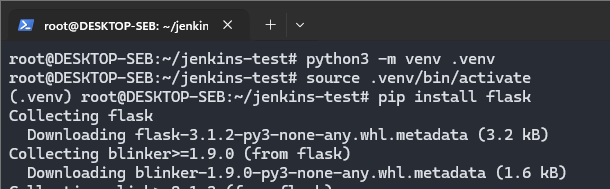 root@DESKTOP-SEB: ~/jenkins-
root@DESKTOP-SEB:~/jenkins-test# python3 -m venv .venv
root@DESKTOP-SEB:~/jenkins-test# source .venv/bin/activate
(.venv) root@DESKTOP-SEB:~/jenkins-test# pip install flask
Collecting flask
  Downloading flask-3.1.2-py3-none-any.whl.metadata (3.2 kB)
Collecting blinker>=1.9.0 (from flask)
  Downloading blinker-1.9.0-py3-none-any.whl.metadata (1.6 kB)